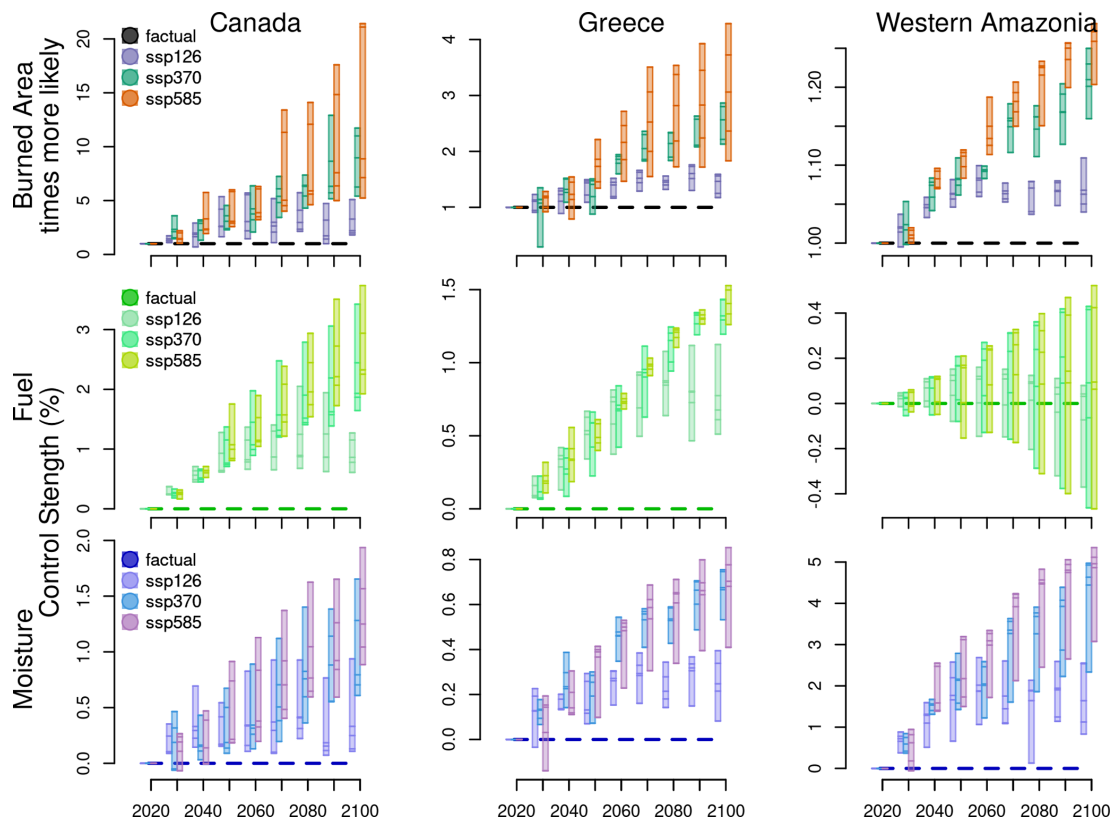 Canada
Greece
Western Amazonia
Burned Area
times more likely
factual
ssp126
ssp370
ssp585
0
5
10
15
20
1
2
3
4
1.00
1.10
1.20
Fuel
Control Stength (%)
factual
ssp126
ssp370
ssp585
0
1
2
3
0.0
0.5
1.0
1.5
-0.4
-0.2
0.0
0.2
0.4
Moisture
factual
ssp126
ssp370
ssp585
0.0
0.5
1.0
1.5
2.0
0.0
0.2
0.4
0.6
0.8
0
1
2
3
4
5
2020 2040 2060 2080 2100
2020 2040 2060 2080 2100
2020 2040 2060 2080 2100